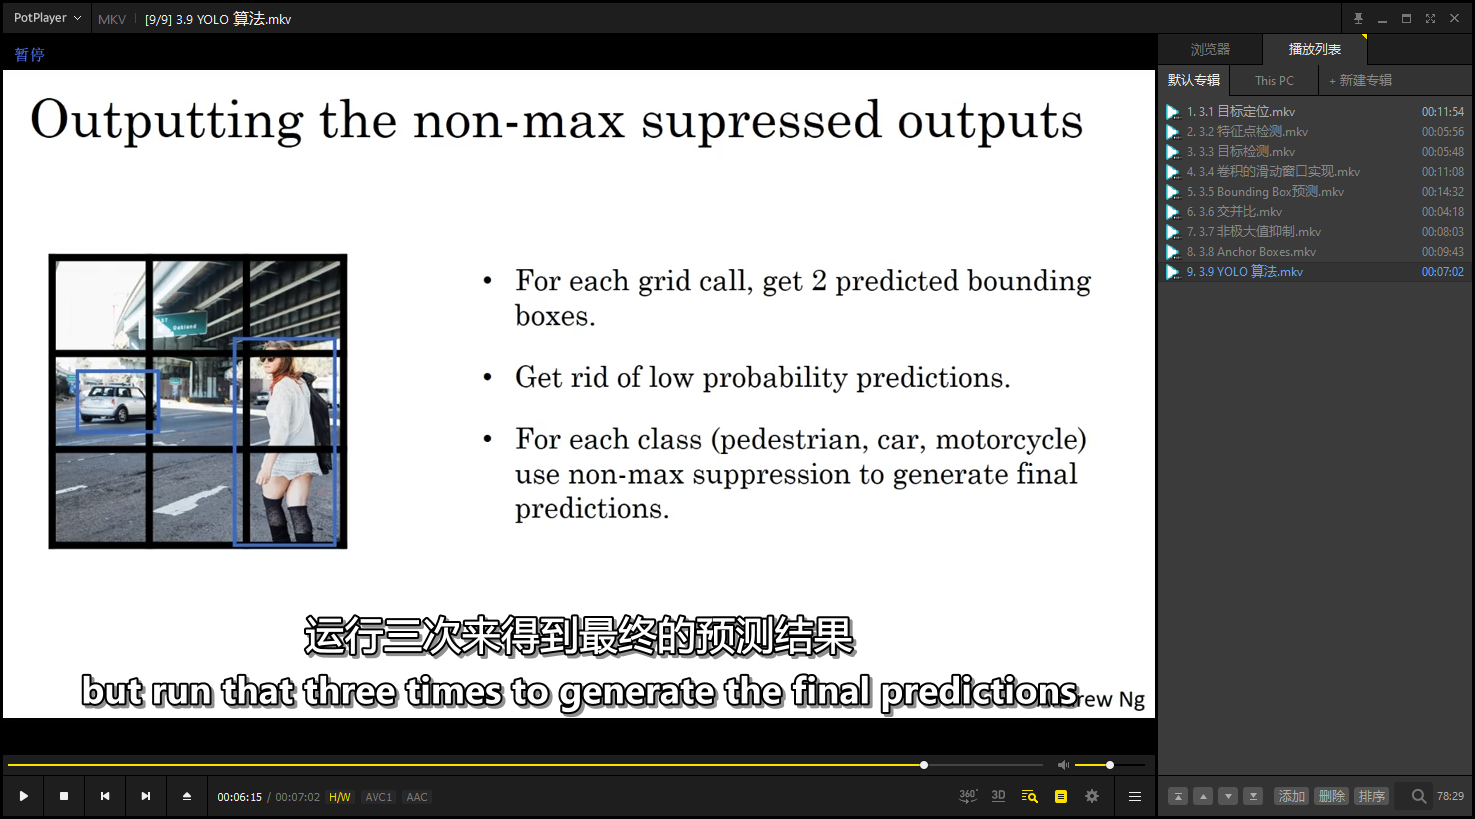 PotPlayer
MKV
[9/9] 3.9 YOLO 算法.mkv
暂停
Outputting the non-max supressed outputs
Oakland
• For each grid call, get 2 predicted bounding
boxes.
• Get rid of low probability predictions.
• For each class (pedestrian, car, motorcycle)
use non-max suppression to generate final
predictions.
运行三次来得到最终的预测结果
but run that three times to generate the final predictions
rew Ng
00:06:15 / 00:07:02 H/W AVC1 AAC
360° 3D
浏览器 播放列表
默认专辑 This PC + 新建专辑
1. 3.1 目标定位.mkv 00:11:54
2. 3.2 特征点检测.mkv 00:05:56
3. 3.3 目标检测.mkv 00:05:48
4. 3.4 卷积的滑动窗口实现.mkv 00:11:08
5. 3.5 Bounding Box预测.mkv 00:14:32
6. 3.6 交并比.mkv 00:04:18
7. 3.7 非极大值抑制.mkv 00:08:03
8. 3.8 Anchor Boxes.mkv 00:09:43
9. 3.9 YOLO 算法.mkv 00:07:02
添加 删除 排序 78:29